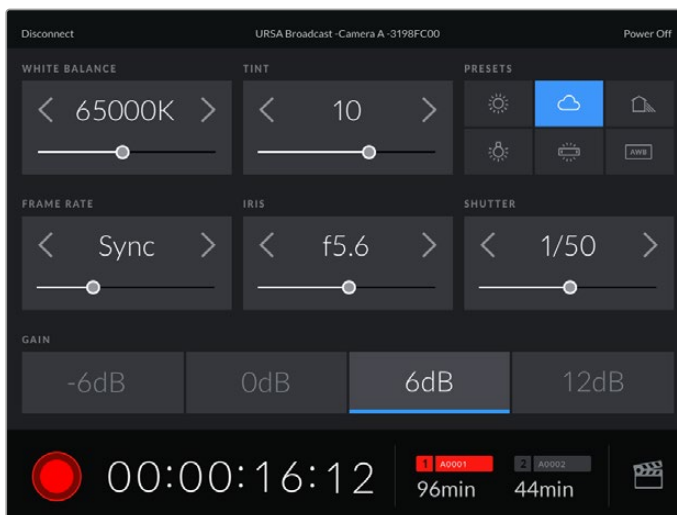 Disconnect URSA Broadcast -Camera A -3198FC00 Power Off
WHITE BALANCE TINT PRESETS
65000K 10
AWB
FRAME RATE IRIS SHUTTER
Sync f5.6 1/50
GAIN
-6dB 0dB 6dB 12dB
00:00:16:12 1 A0001 2 A0002
96min 44min